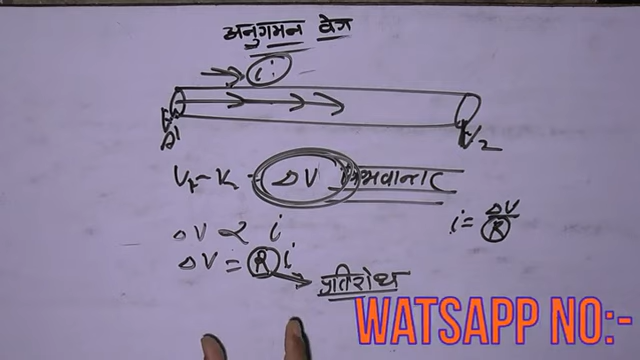 अनुगमन वेग
i
V₁ V₂
V₁ - V₂ = ΔV विभवान्तर
ΔV ∝ i
i = ΔV/R
ΔV = R i
प्रतिरोध
WATSAPP NO:-